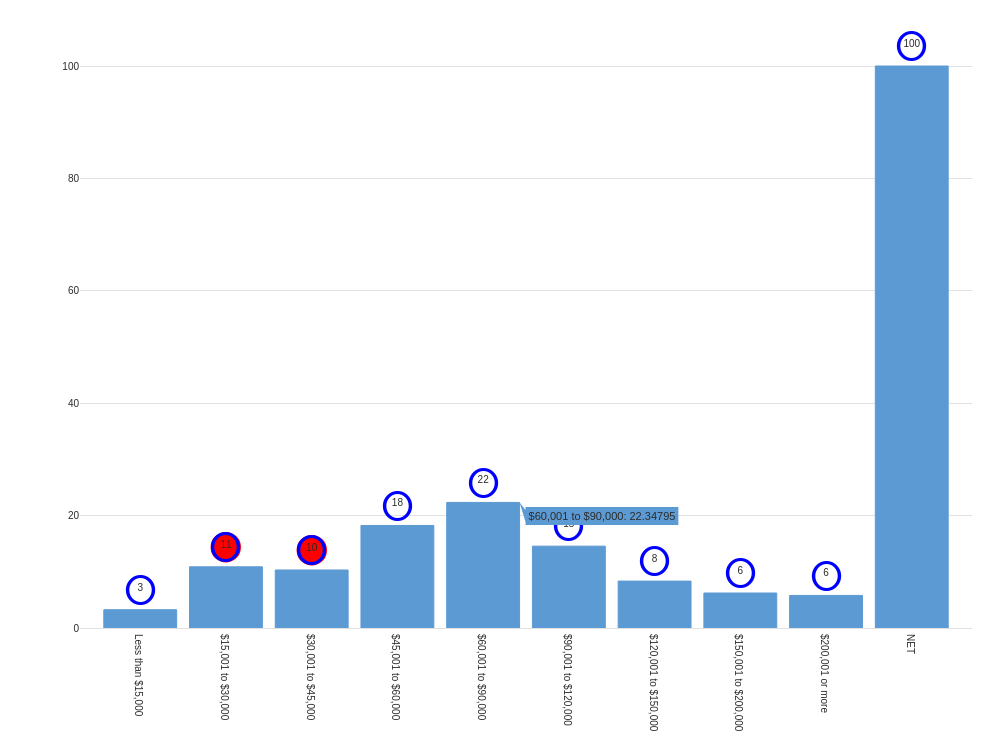 100
100
80
60
40
22
18
20
$60,001 to $90,000: 22.34795
11
10
8
6
6
3
0
Less than $15,000
$15,001 to $30,000
$30,001 to $45,000
$45,001 to $60,000
$60,001 to $90,000
$90,001 to $120,000
$120,001 to $150,000
$150,001 to $200,000
$200,001 or more
NET